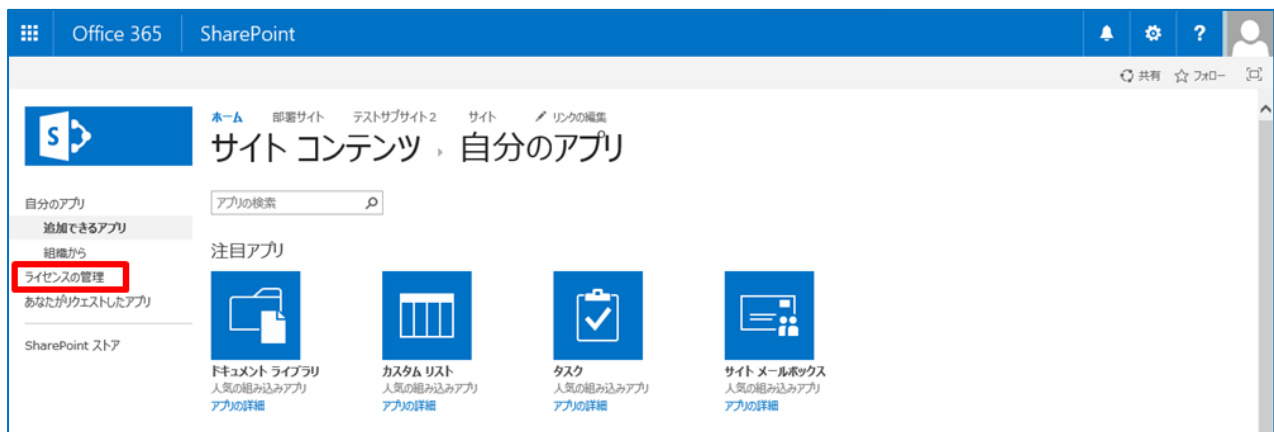 Office 365 SharePoint ?
共有 フォロー
S
ホーム 部署サイト テストサブサイト2 サイト リンクの編集
サイト コンテンツ › 自分のアプリ
自分のアプリ
追加できるアプリ
組織から
ライセンスの管理
あなたがリクエストしたアプリ
SharePoint ストア
アプリの検索
注目アプリ
ドキュメント ライブラリ
人気の組み込みアプリ
アプリの詳細
カスタム リスト
人気の組み込みアプリ
アプリの詳細
タスク
人気の組み込みアプリ
アプリの詳細
サイト メールボックス
人気の組み込みアプリ
アプリの詳細